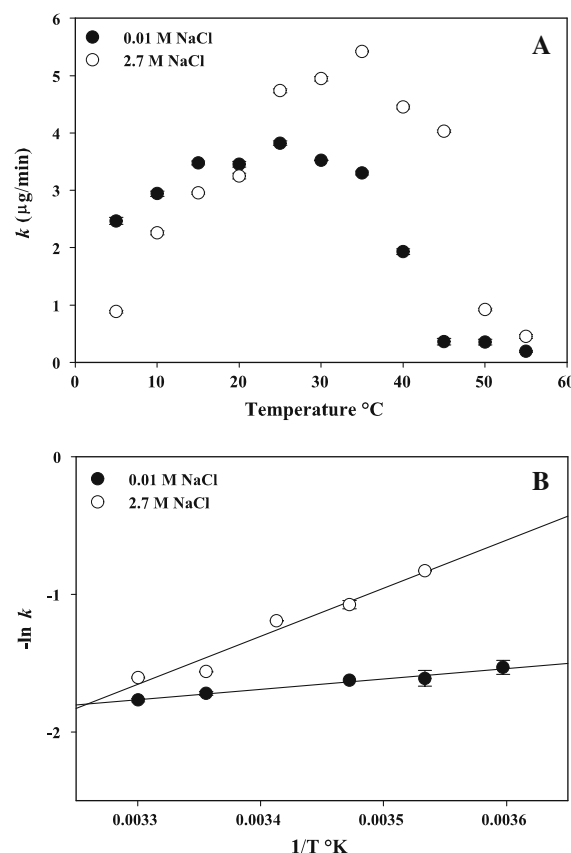 A
0.01 M NaCl
2.7 M NaCl
6
5
4
3
2
1
0
k (μg/min)
0 10 20 30 40 50 60
Temperature °C
B
0.01 M NaCl
2.7 M NaCl
0
-1
-2
-ln k
0.0033 0.0034 0.0035 0.0036
1/T °K